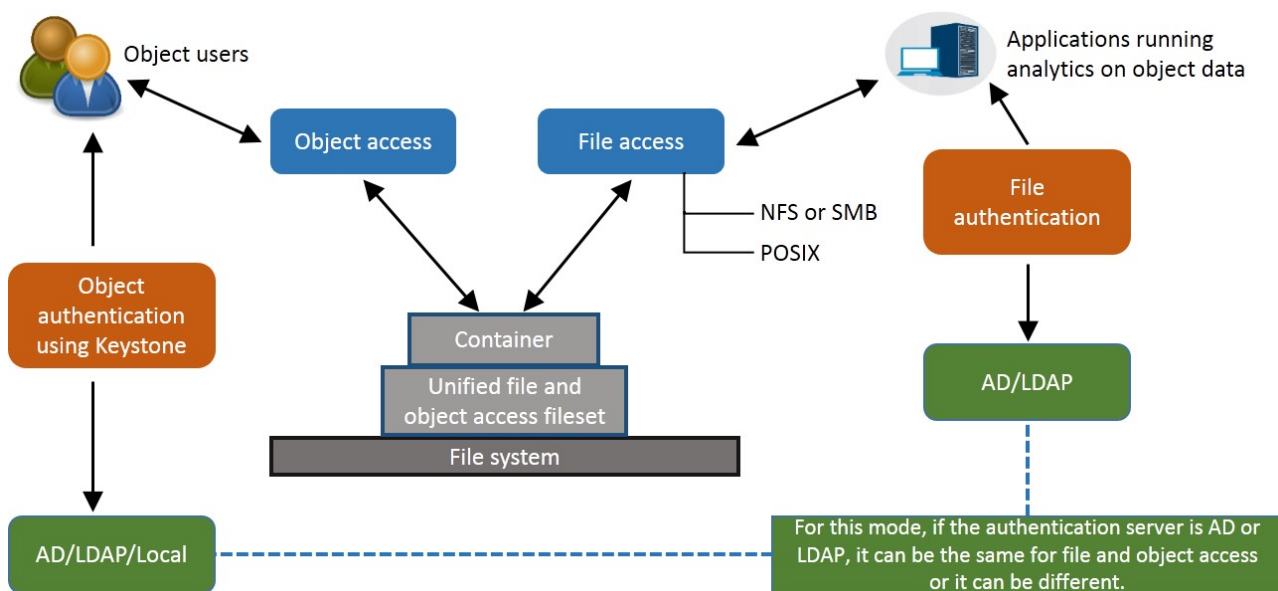 Object users
Applications running
analytics on object data
Object access
File access
File
authentication
NFS or SMB
POSIX
Object
authentication
using Keystone
Container
Unified file and
object access fileset
File system
AD/LDAP
AD/LDAP/Local
For this mode, if the authentication server is AD or
LDAP, it can be the same for file and object access
or it can be different.